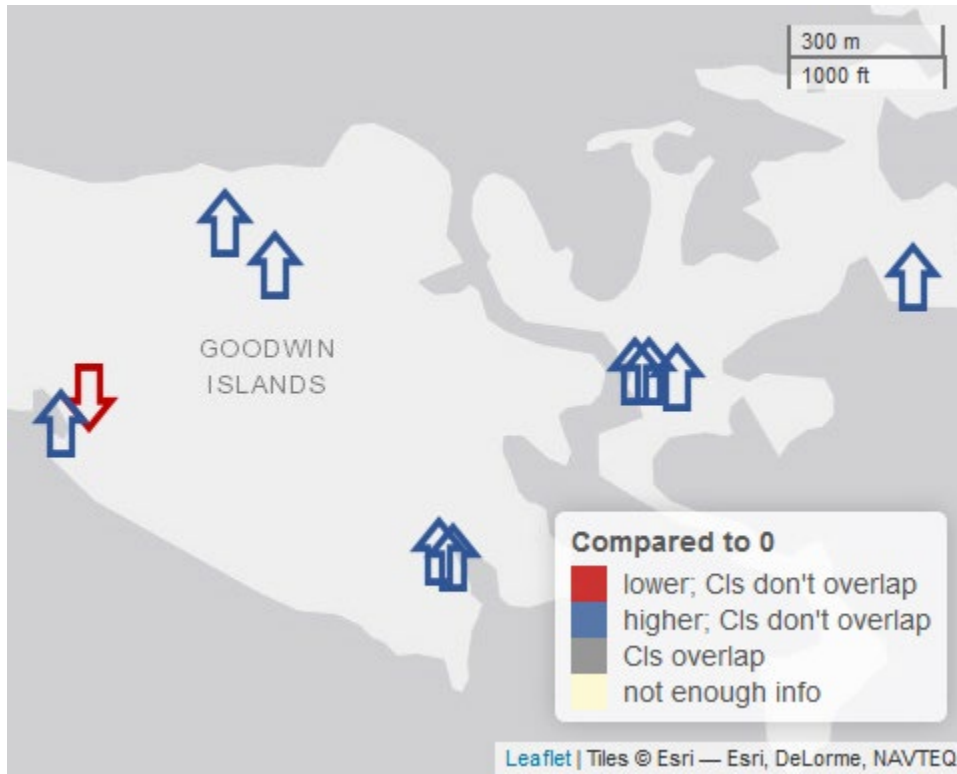 300 m
1000 ft
GOODWIN
ISLANDS
Compared to 0
lower; CIs don't overlap
higher; CIs don't overlap
CIs overlap
not enough info
Leaflet | Tiles © Esri — Esri, DeLorme, NAVTEQ